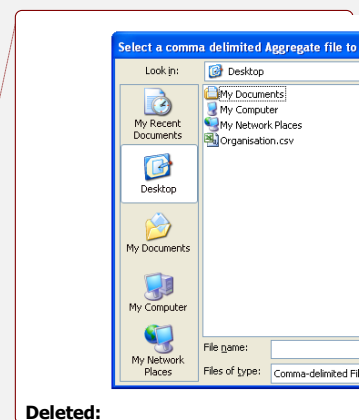 Select a comma delimited Aggregate file to
Look in:
Desktop
My Documents
My Computer
My Network Places
Organisation.csv
My Recent
Documents
Desktop
My Documents
My Computer
My Network
Places
File name:
Files of type:
Comma-delimited Fil
Deleted: